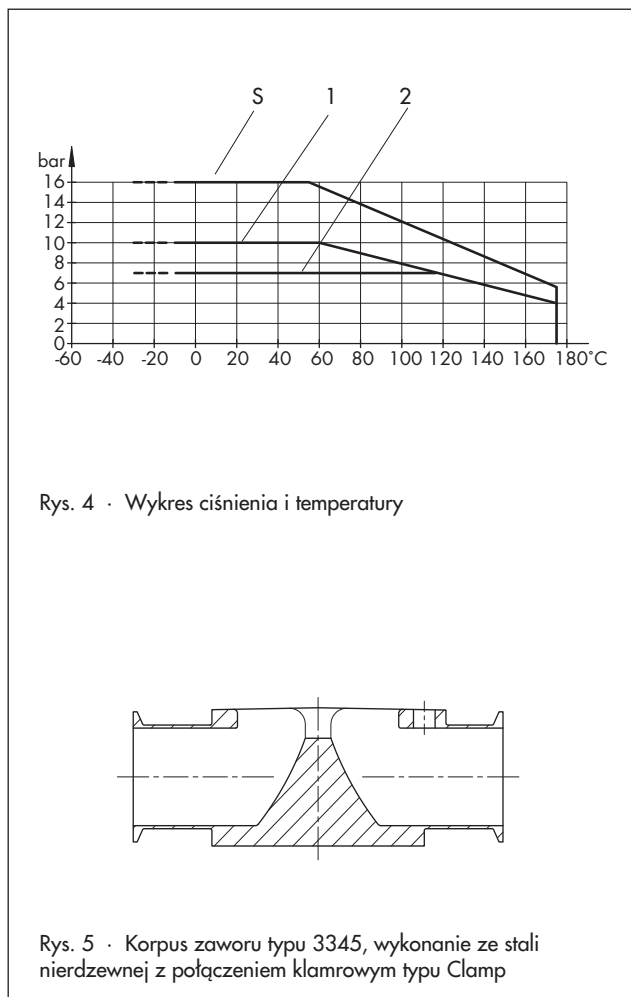 S 1 2
bar
16
14
12
10
8
6
4
2
0
-60 -40 -20 0 20 40 60 80 100 120 140 160 180˚C
Rys. 4 · Wykres ciśnienia i temperatury
Rys. 5 · Korpus zaworu typu 3345, wykonanie ze stali
nierdzewnej z połączeniem klamrowym typu Clamp